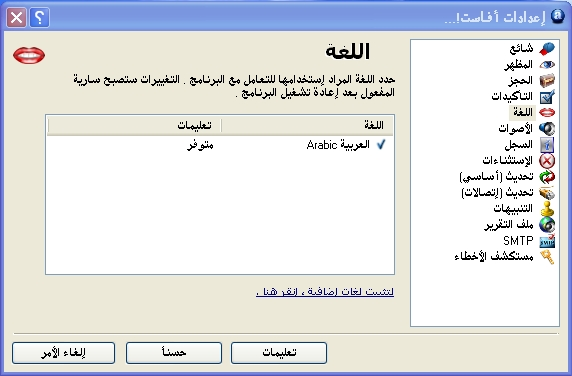 إعدادات أفاست!...
شائع
المظهر
الحجز
التأكيدات
اللغة
الأصوات
السجل
الإستثناءات
تحديث (أساسي)
تحديث (إتصالات)
التنبيهات
ملف التقرير
SMTP
مستكشف الأخطاء
اللغة
حدد اللغة المراد إستخدامها للتعامل مع البرنامج . التغييرات ستصبح سارية
المفعول بعد إعادة تشغيل البرنامج .
اللغة تعليمات
العربية Arabic متوفر
لتثبيت لغات إضافية ، إنقر هنا .
تعليمات حسناً إلغاء الأمر